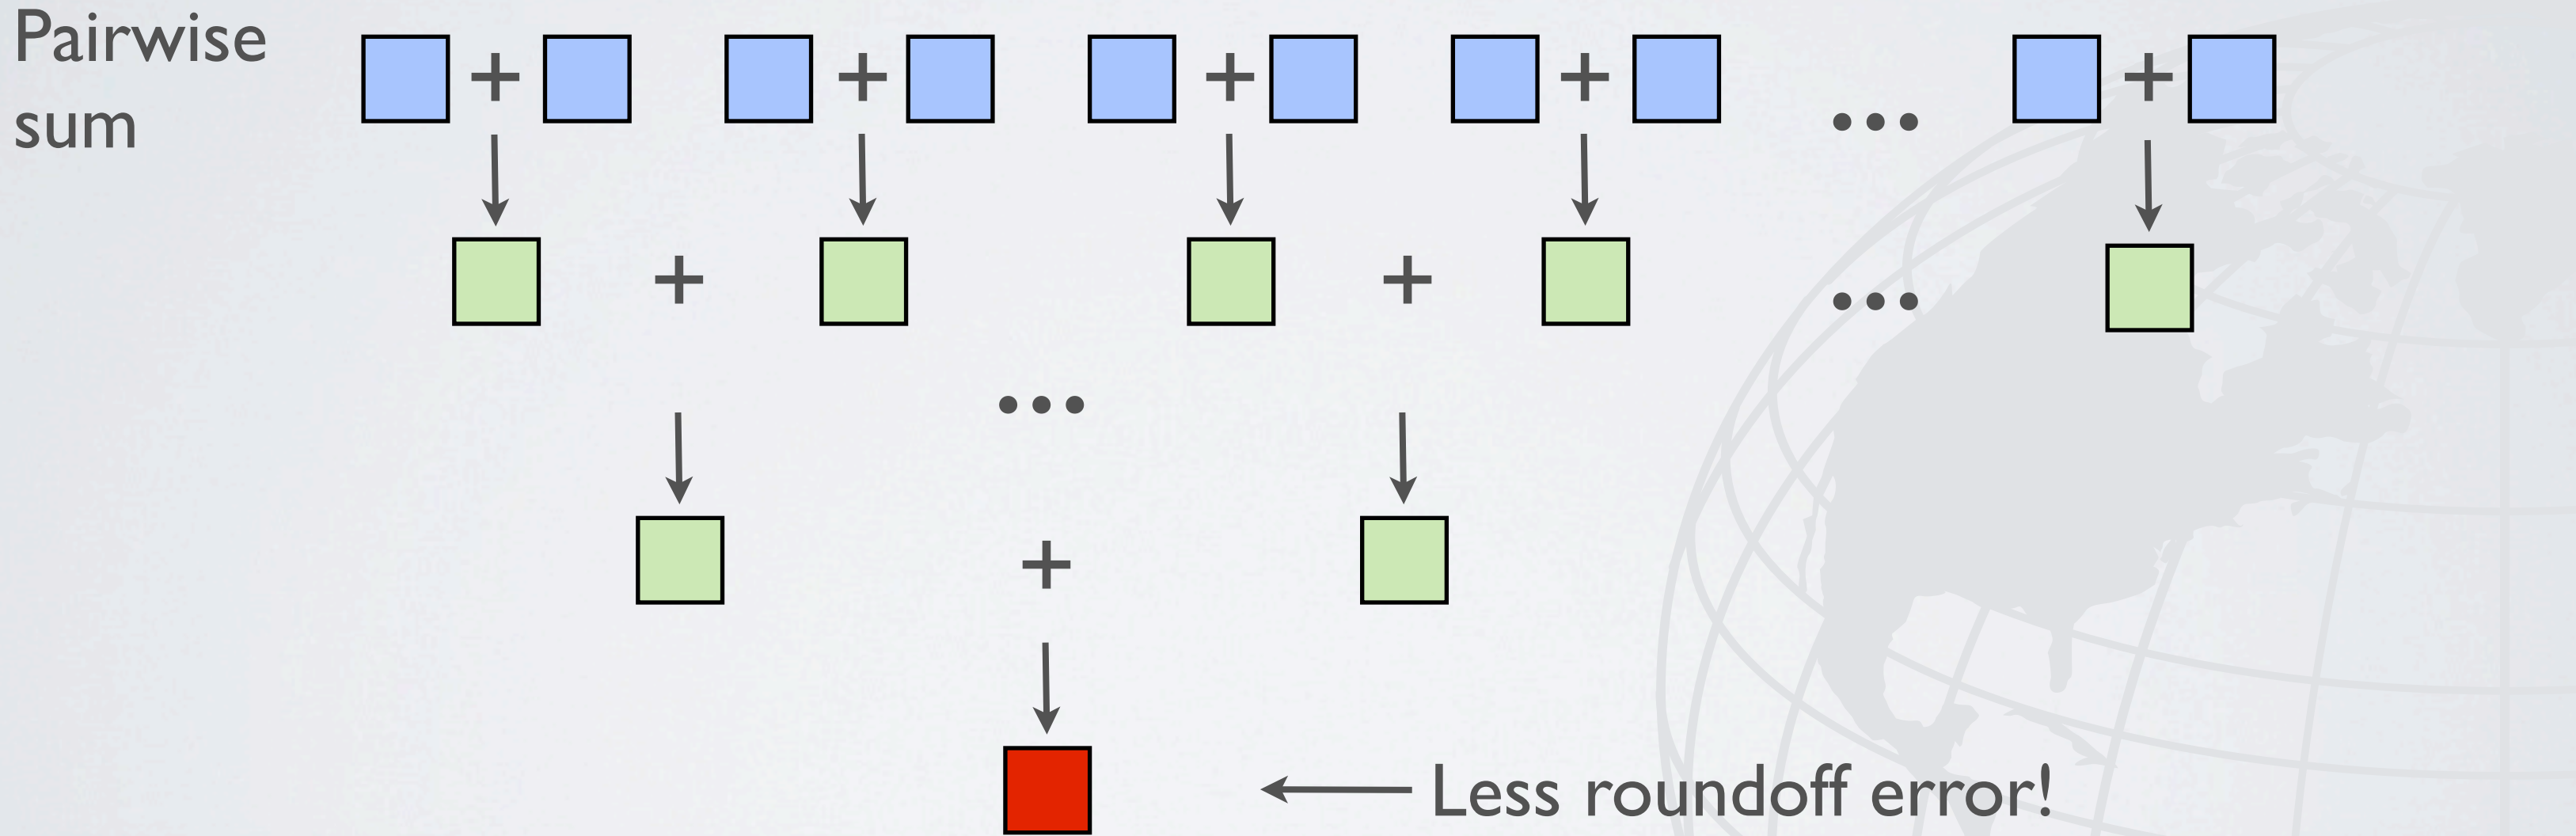 Pairwise
sum
+ + + + ... +
+ + ...
...
+
Less roundoff error!